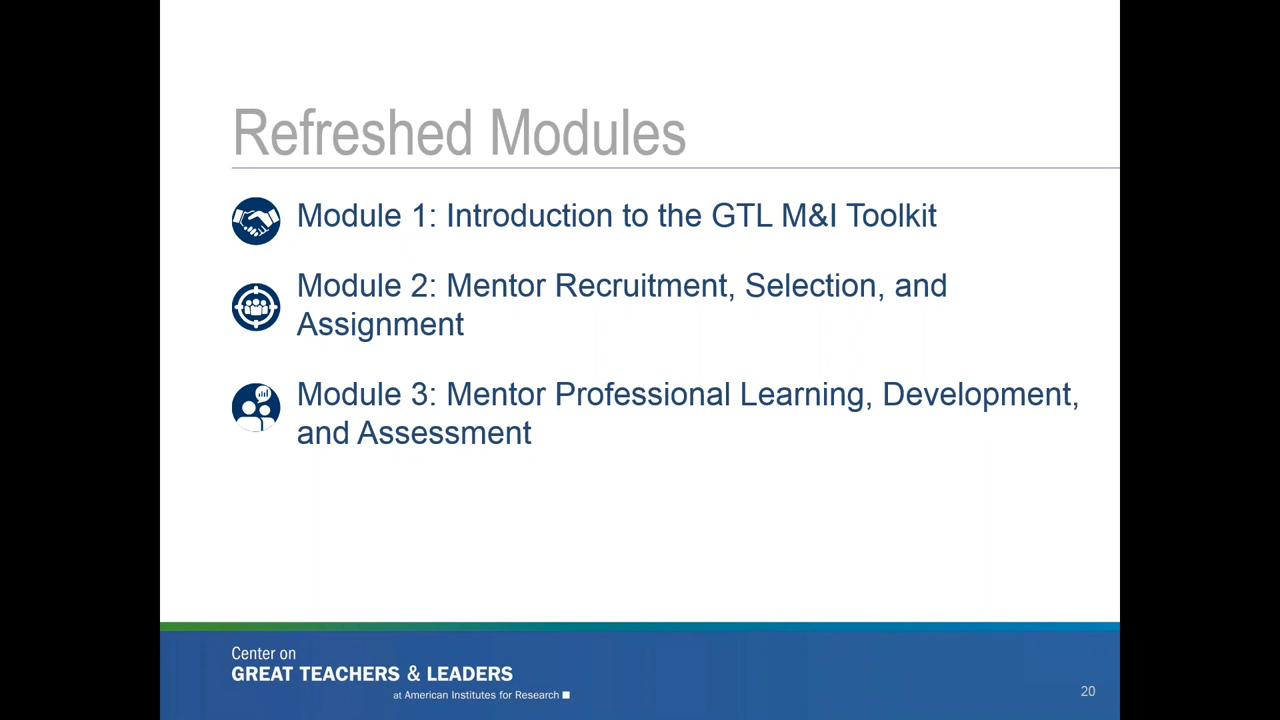 Refreshed Modules
Module 1: Introduction to the GTL M&I Toolkit
Module 2: Mentor Recruitment, Selection, and
Assignment
Module 3: Mentor Professional Learning, Development,
and Assessment
Center on
GREAT TEACHERS & LEADERS
at American Institutes for Research
20